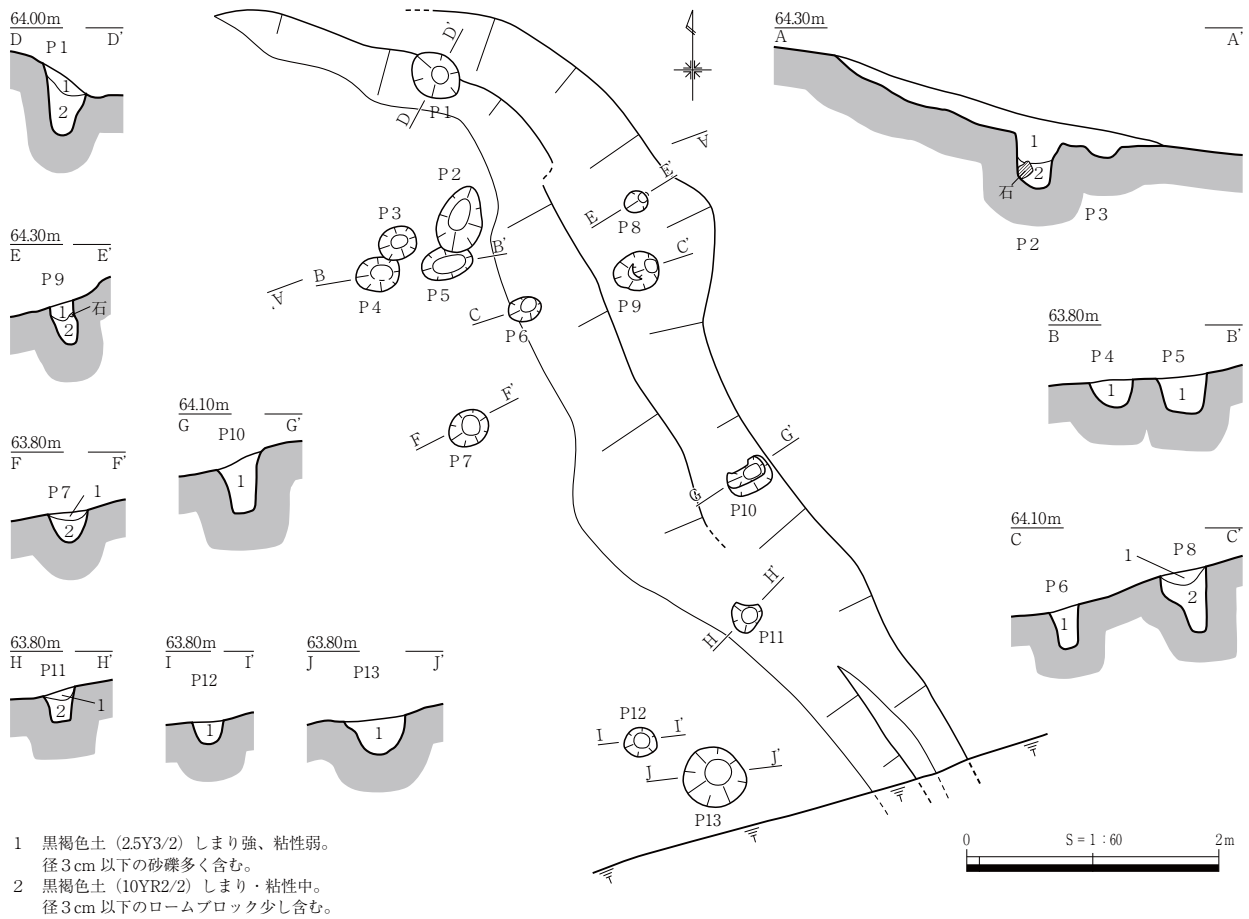 64.00m
D D'
P1
1
2
64.30m
E E'
P9
1
石
2
63.80m
F F'
P7 1
2
64.10m
G G'
P10
1
63.80m
H H'
P11
1
2
63.80m
I I'
P12
1
63.80m
J J'
P13
1
D'
P1
D
A
P2
E'
P3
E
P8
B'
C'
B
A'
P4
P5
P9
C
P6
F'
F
P7
G'
G
P10
H'
H
P11
P12
I I'
J J'
P13
64.30m
A A'
1
2
石
P3
P2
63.80m
B B'
P4 P5
1 1
64.10m
C C'
P8
1
P6
2
1
0 S=1:60 2m
1 黒褐色土（2.5Y3/2）しまり強、粘性弱。
径３cm 以下の砂礫多く含む。
2 黒褐色土（10YR2/2）しまり・粘性中。
径３cm 以下のロームブロック少し含む。